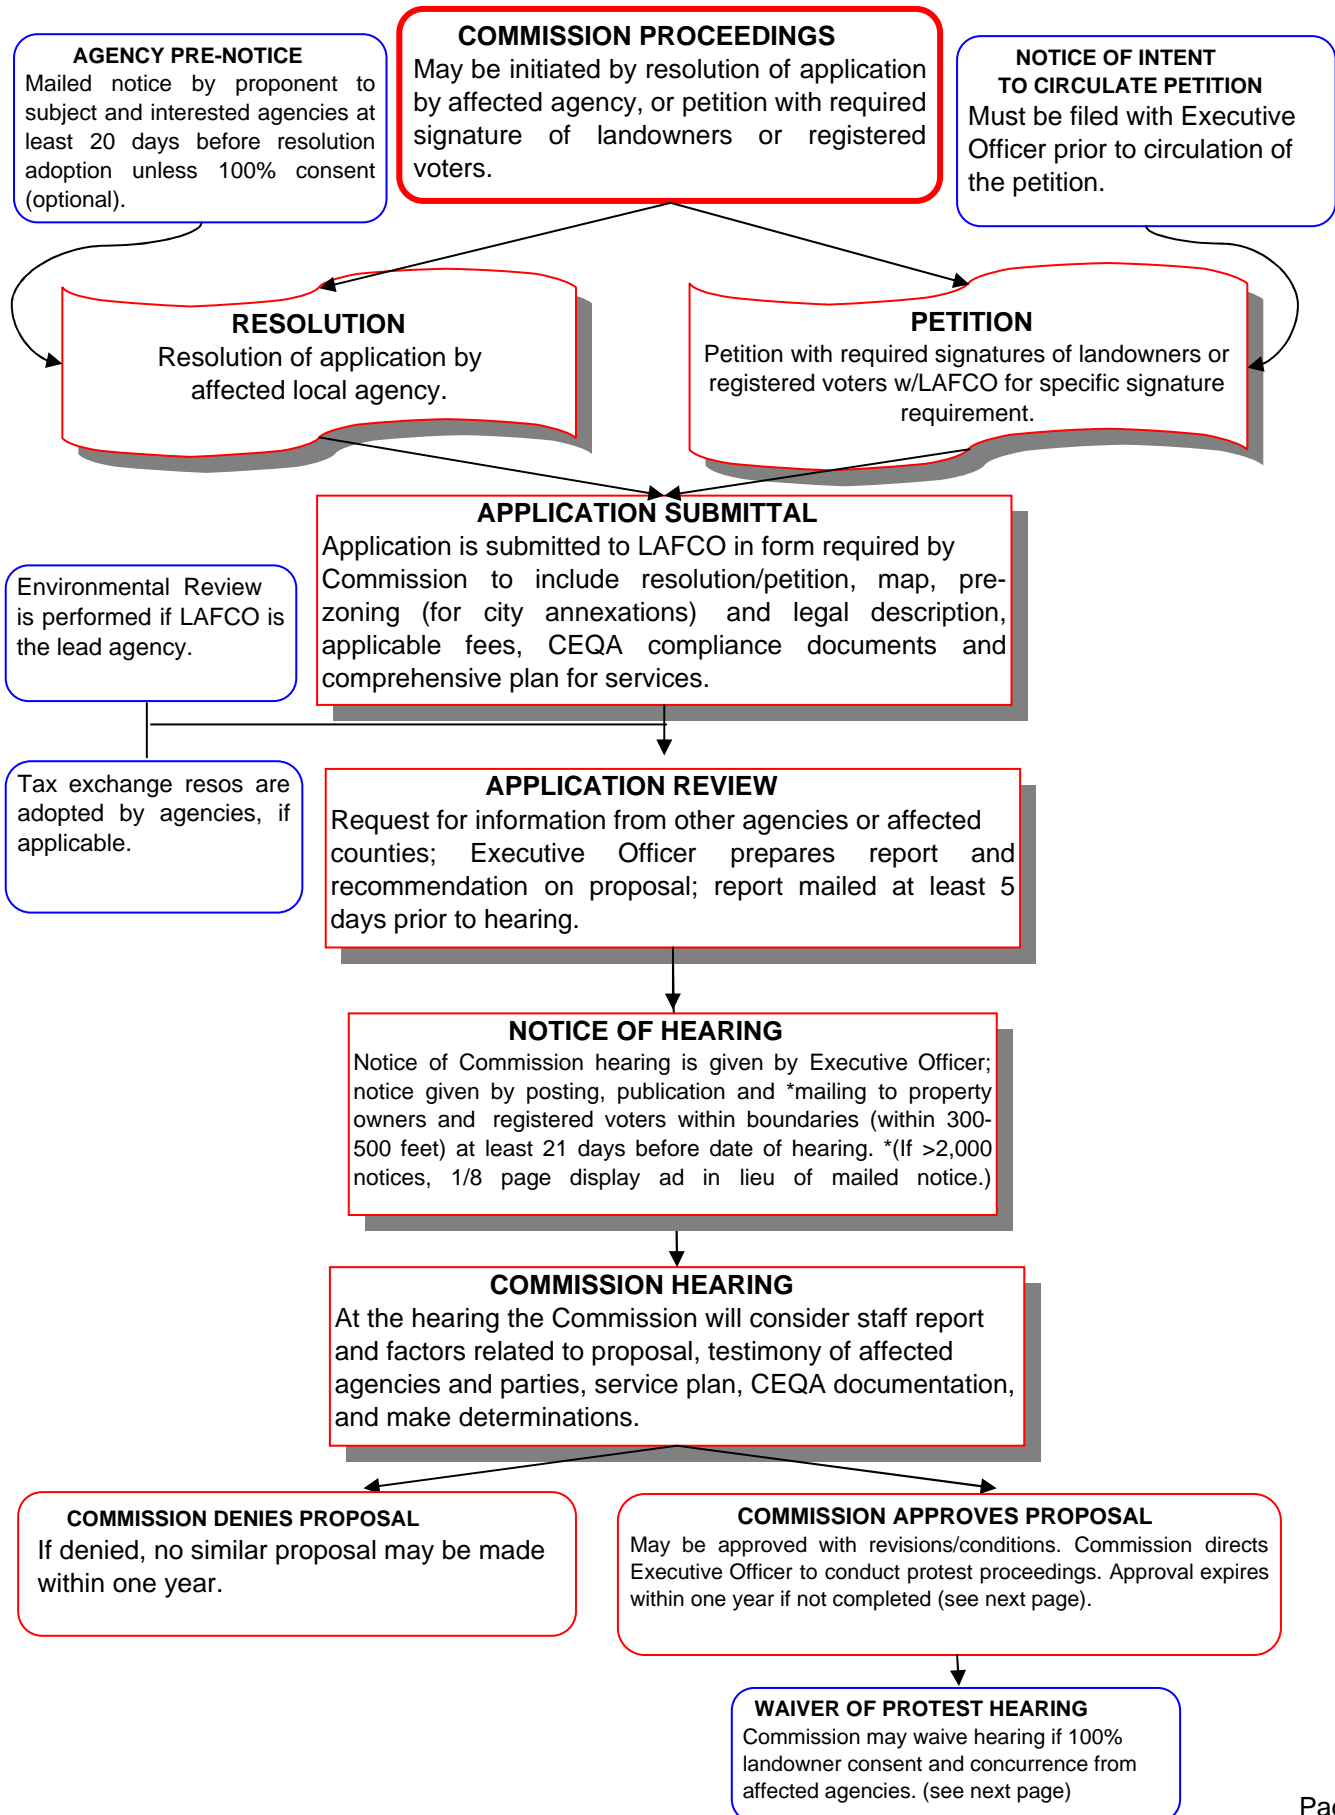 COMMISSION PROCEEDINGS
May be initiated by resolution of application
by affected agency, or petition with required
signature of landowners or registered
voters.
AGENCY PRE-NOTICE
Mailed notice by proponent to
subject and interested agencies at
least 20 days before resolution
adoption unless 100% consent
(optional).
NOTICE OF INTENT
TO CIRCULATE PETITION
Must be filed with Executive
Officer prior to circulation of
the petition.
RESOLUTION
Resolution of application by
affected local agency.
PETITION
Petition with required signatures of landowners or
registered voters w/LAFCO for specific signature
requirement.
APPLICATION SUBMITTAL
Application is submitted to LAFCO in form required by
Commission to include resolution/petition, map, pre-
zoning (for city annexations) and legal description,
applicable fees, CEQA compliance documents and
comprehensive plan for services.
Environmental Review
is performed if LAFCO is
the lead agency.
Tax exchange resos are
adopted by agencies, if
applicable.
APPLICATION REVIEW
Request for information from other agencies or affected
counties; Executive Officer prepares report and
recommendation on proposal; report mailed at least 5
days prior to hearing.
NOTICE OF HEARING
Notice of Commission hearing is given by Executive Officer;
notice given by posting, publication and *mailing to property
owners and registered voters within boundaries (within 300-
500 feet) at least 21 days before date of hearing. *(If >2,000
notices, 1/8 page display ad in lieu of mailed notice.)
COMMISSION HEARING
At the hearing the Commission will consider staff report
and factors related to proposal, testimony of affected
agencies and parties, service plan, CEQA documentation,
and make determinations.
COMMISSION DENIES PROPOSAL
If denied, no similar proposal may be made
within one year.
COMMISSION APPROVES PROPOSAL
May be approved with revisions/conditions. Commission directs
Executive Officer to conduct protest proceedings. Approval expires
within one year if not completed (see next page).
WAIVER OF PROTEST HEARING
Commission may waive hearing if 100%
landowner consent and concurrence from
affected agencies. (see next page)